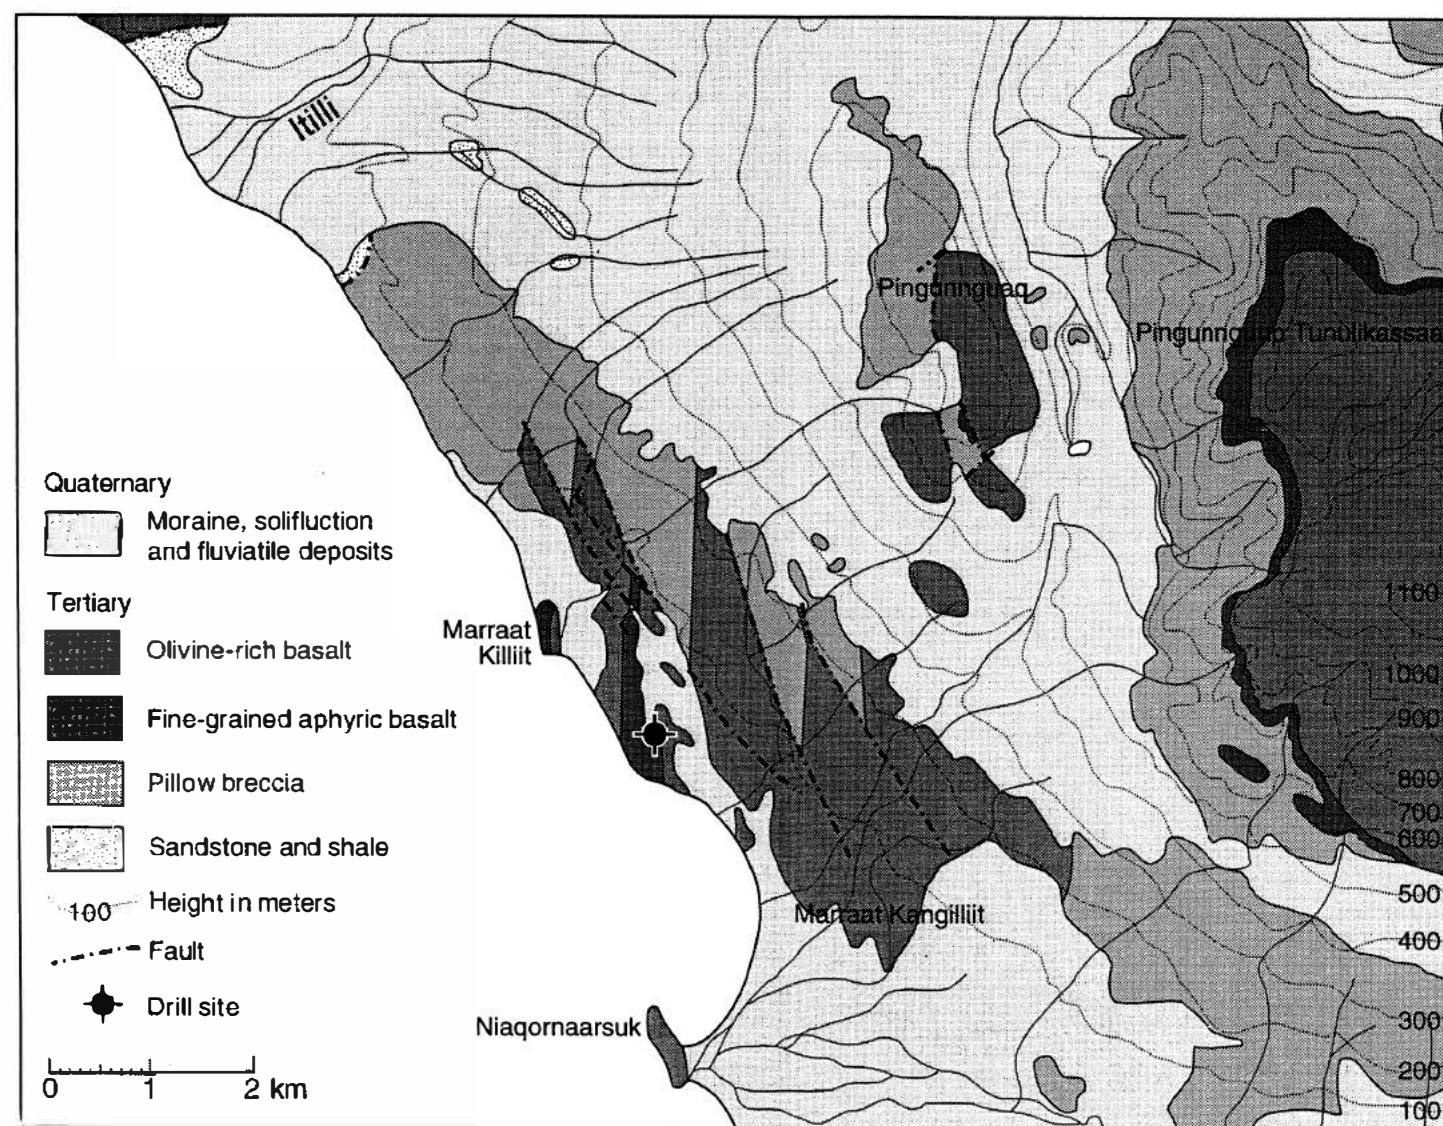 Itilli
Pingunnguaq
Pingunnguup Tunulikassaa
Quaternary
Moraine, solifluction
and fluviatile deposits
Tertiary
Olivine-rich basalt
Fine-grained aphyric basalt
Pillow breccia
Sandstone and shale
100 Height in meters
Fault
Drill site
0 1 2 km
Marraat
Killiit
Marraat Kangilliit
Niaqornaarsuk
1100
1000
900
800
700
600
500
400
300
200
100